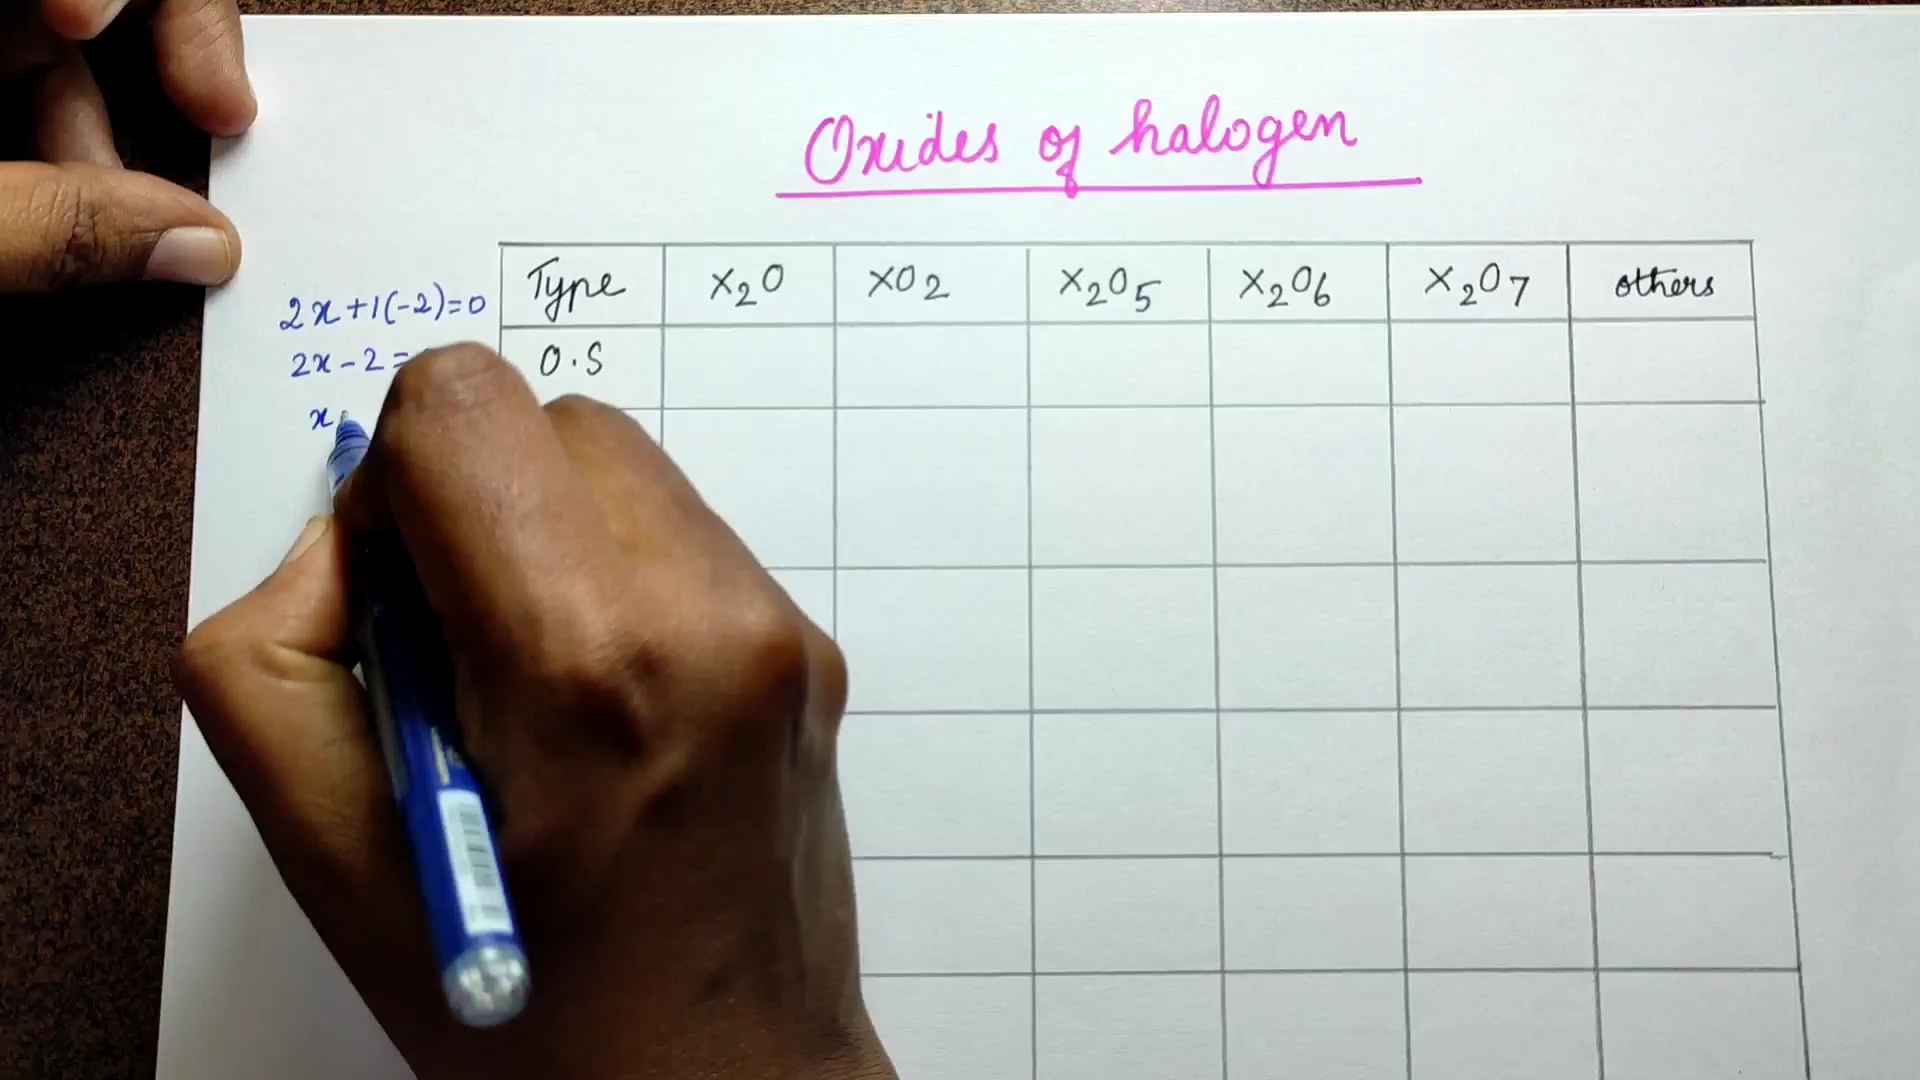 Oxides of halogen
Type X₂O XO₂ X₂O₅ X₂O₆ X₂O₇ others
O.S
2x+1(-2)=0
2x-2=
x